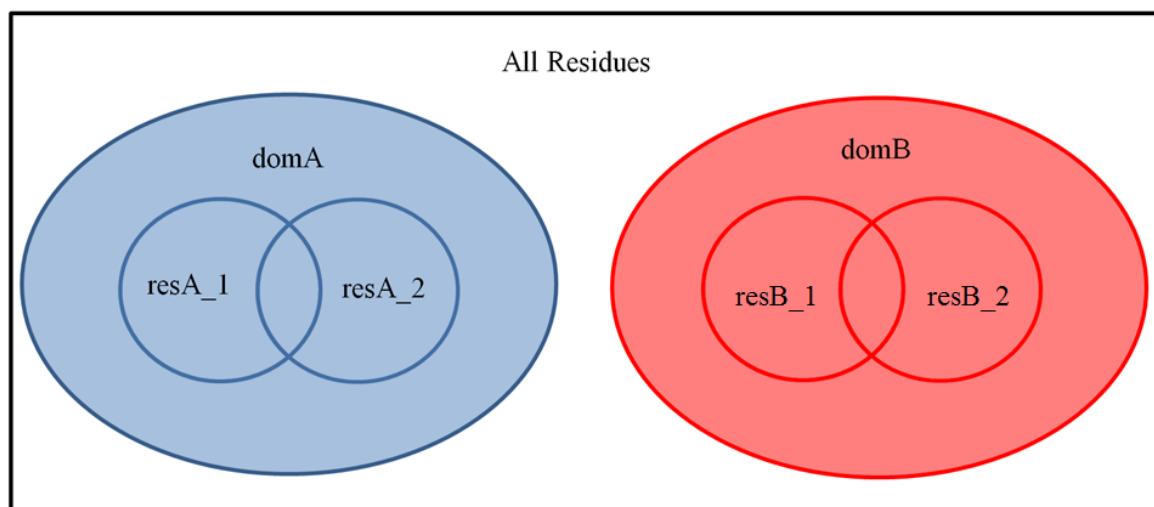 All Residues
domA
domB
resA_1
resA_2
resB_1
resB_2